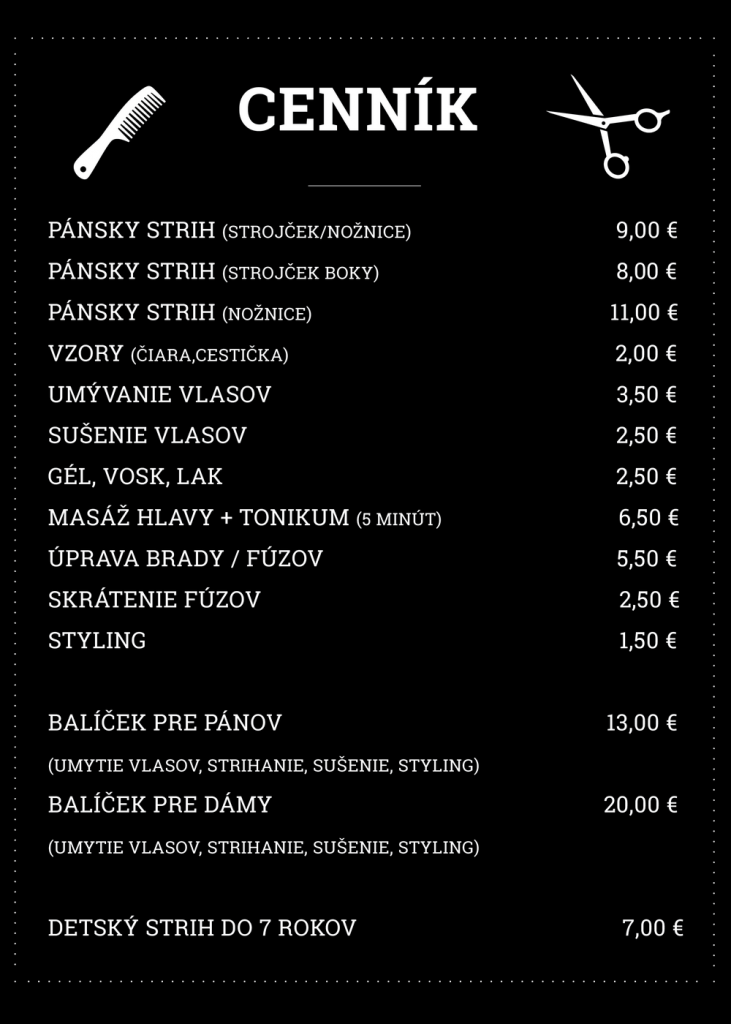 CENNÍK
PÁNSKY STRIH (STROJČEK/NOŽNICE) 9,00 €
PÁNSKY STRIH (STROJČEK BOKY) 8,00 €
PÁNSKY STRIH (NOŽNICE) 11,00 €
VZORY (ČIARA,CESTIČKA) 2,00 €
UMÝVANIE VLASOV 3,50 €
SUŠENIE VLASOV 2,50 €
GÉL, VOSK, LAK 2,50 €
MASÁŽ HLAVY + TONIKUM (5 MINÚT) 6,50 €
ÚPRAVA BRADY / FÚZOV 5,50 €
SKRÁTENIE FÚZOV 2,50 €
STYLING 1,50 €
BALÍČEK PRE PÁNOV 13,00 €
(UMYTIE VLASOV, STRIHANIE, SUŠENIE, STYLING)
BALÍČEK PRE DÁMY 20,00 €
(UMYTIE VLASOV, STRIHANIE, SUŠENIE, STYLING)
DETSKÝ STRIH DO 7 ROKOV 7,00 €